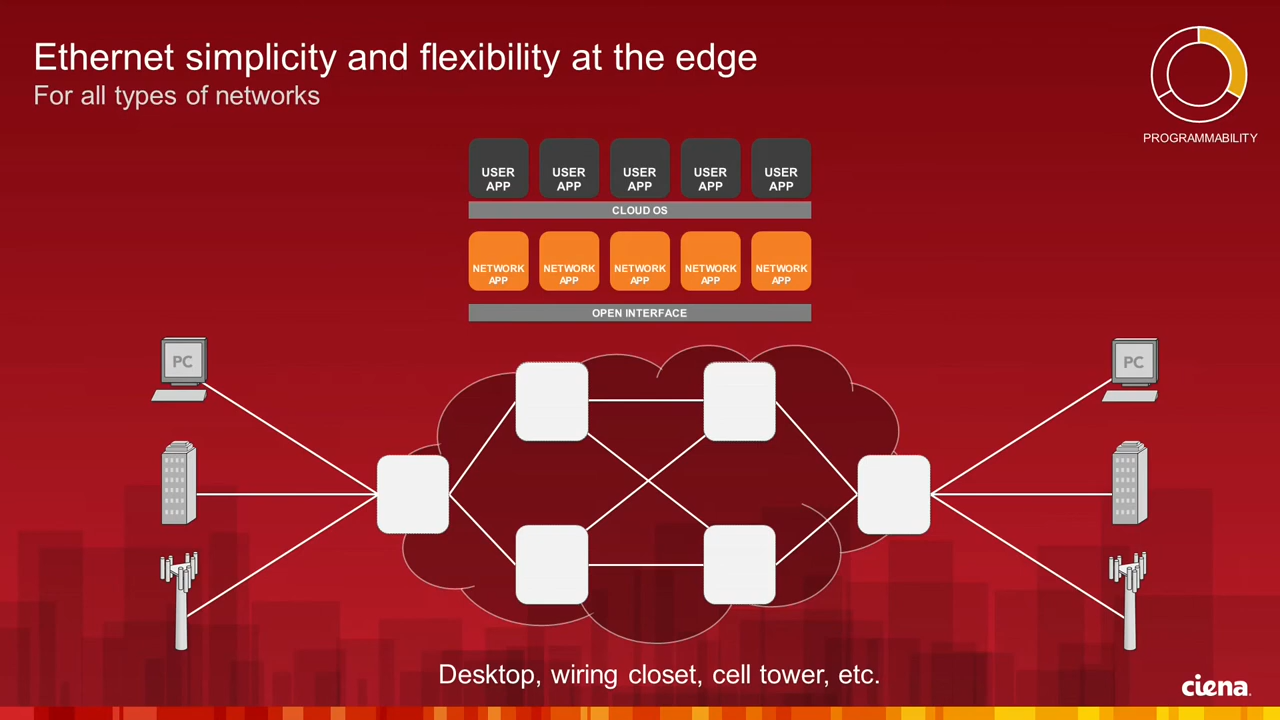 Ethernet simplicity and flexibility at the edge
For all types of networks
PROGRAMMABILITY
USER APP
USER APP
USER APP
USER APP
USER APP
CLOUD OS
NETWORK APP
NETWORK APP
NETWORK APP
NETWORK APP
NETWORK APP
OPEN INTERFACE
PC
PC
Desktop, wiring closet, cell tower, etc.
ciena